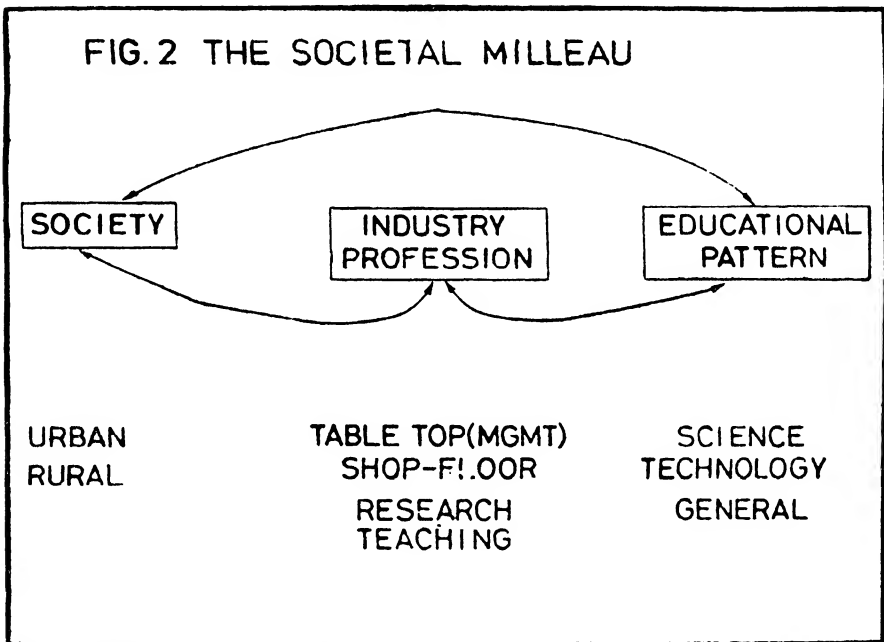 FIG. 2 THE SOCIETAL MILLEAU
SOCIETY
INDUSTRY
PROFESSION
EDUCATIONAL
PATTERN
URBAN
RURAL
TABLE TOP(MGMT)
SHOP-FLOOR
RESEARCH
TEACHING
SCIENCE
TECHNOLOGY
GENERAL